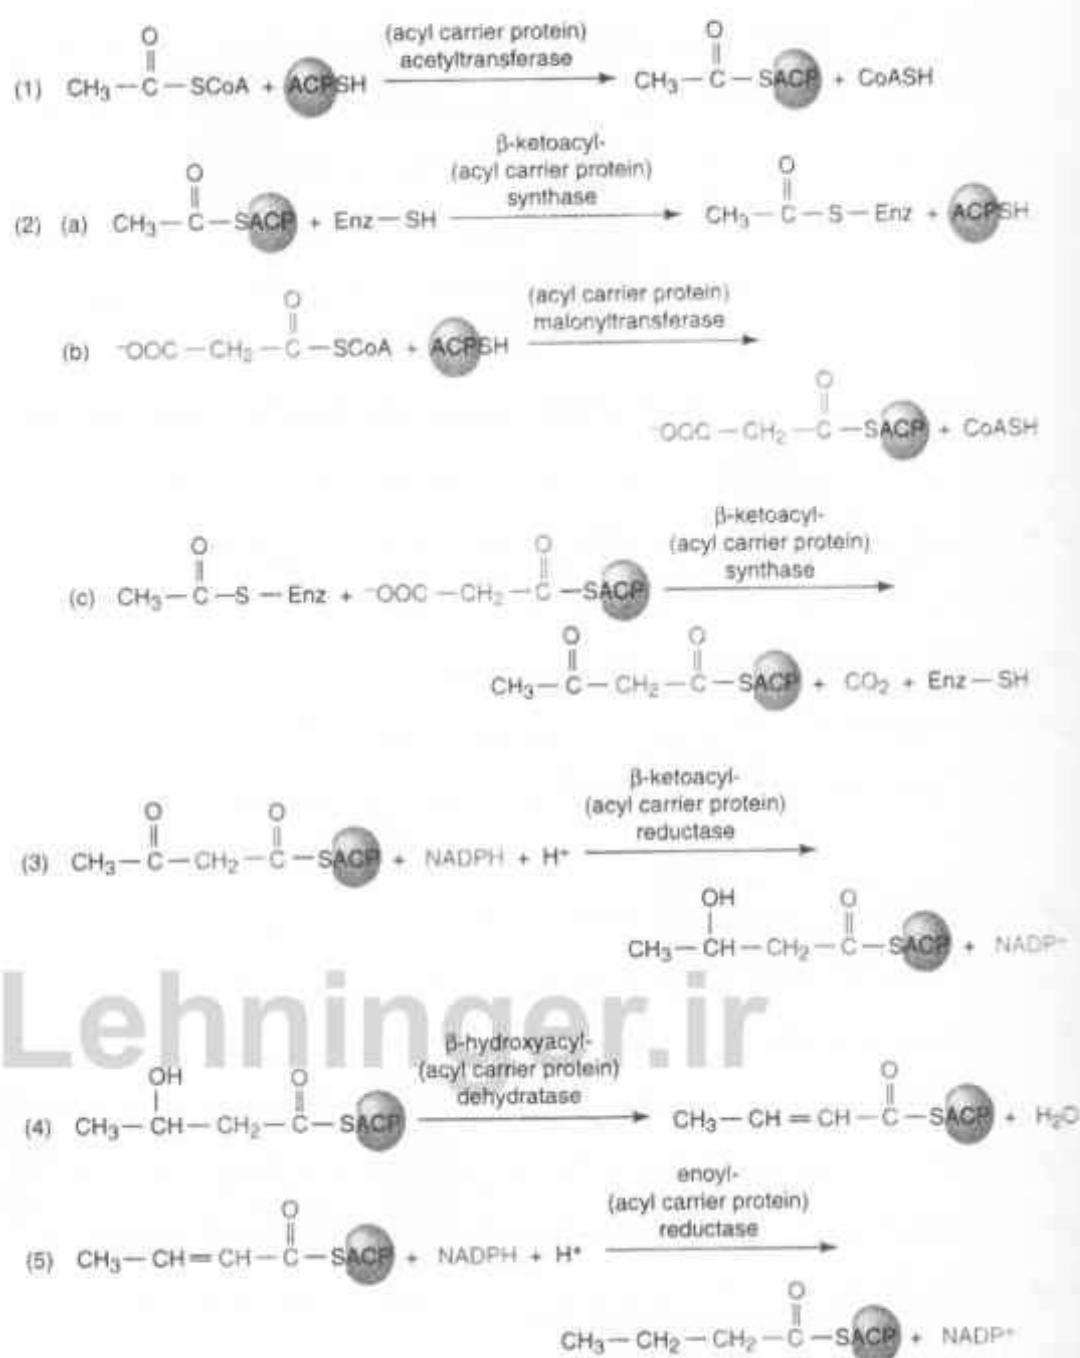 (acyl carrier protein)
acetyltransferase
O
O
(1) CH₃—C—SCoA + ACPSH
CH₃—C—SACP + CoASH
β-ketoacyl-
(acyl carrier protein)
synthase
O
O
(2) (a) CH₃—C—SACP + Enz—SH
CH₃—C—S—Enz + ACPSH
(acyl carrier protein)
malonyltransferase
O
(b) ⁻OOC—CH₂—C—SCoA + ACPSH
O
⁻OOC—CH₂—C—SACP + CoASH
β-ketoacyl-
(acyl carrier protein)
synthase
O
O
(c) CH₃—C—S—Enz + ⁻OOC—CH₂—C—SACP
O
O
CH₃—C—CH₂—C—SACP + CO₂ + Enz—SH
β-ketoacyl-
(acyl carrier protein)
reductase
O
O
(3) CH₃—C—CH₂—C—SACP + NADPH + H⁺
OH
O
CH₃—CH—CH₂—C—SACP + NADP⁺
Lehninger.ir
β-hydroxyacyl-
(acyl carrier protein)
dehydratase
OH
O
O
(4) CH₃—CH—CH₂—C—SACP
CH₃—CH=CH—C—SACP + H₂O
enoyl-
(acyl carrier protein)
reductase
O
(5) CH₃—CH=CH—C—SACP + NADPH + H⁺
O
CH₃—CH₂—CH₂—C—SACP + NADP⁺